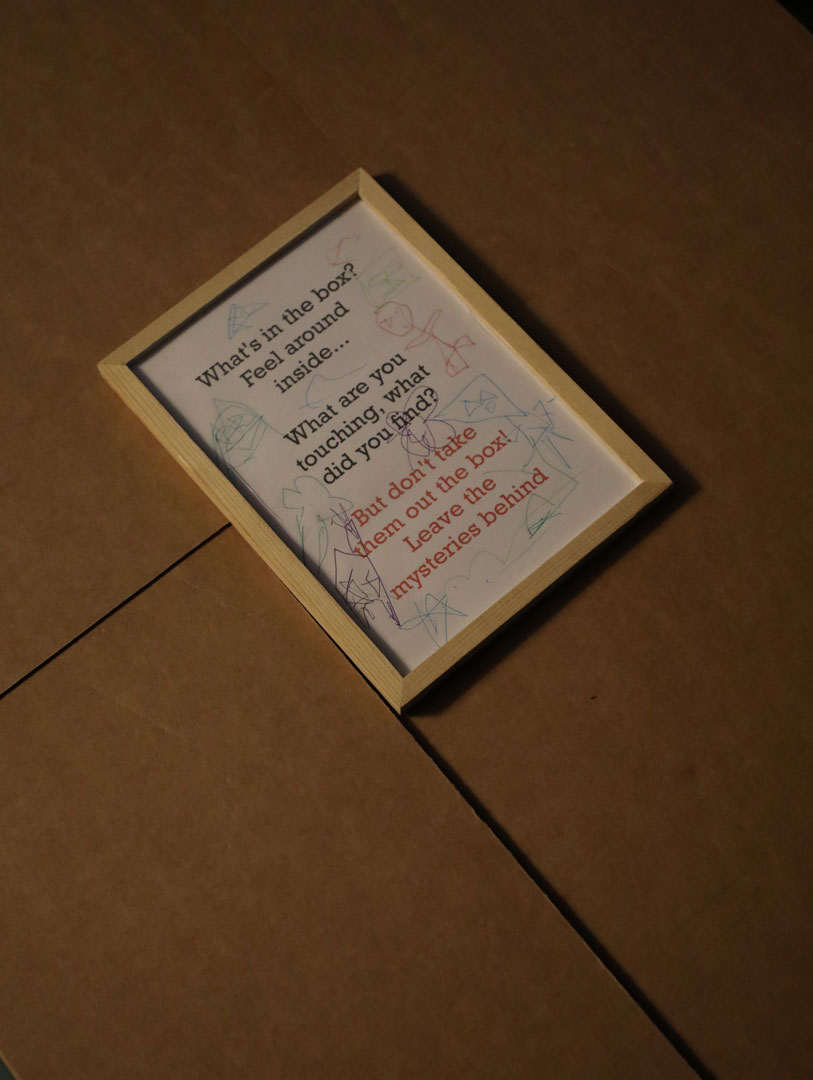 What's in the box?
Feel around
inside...
What are you
touching, what
did you find?
But don't take
them out the box!
Leave the
mysteries behind